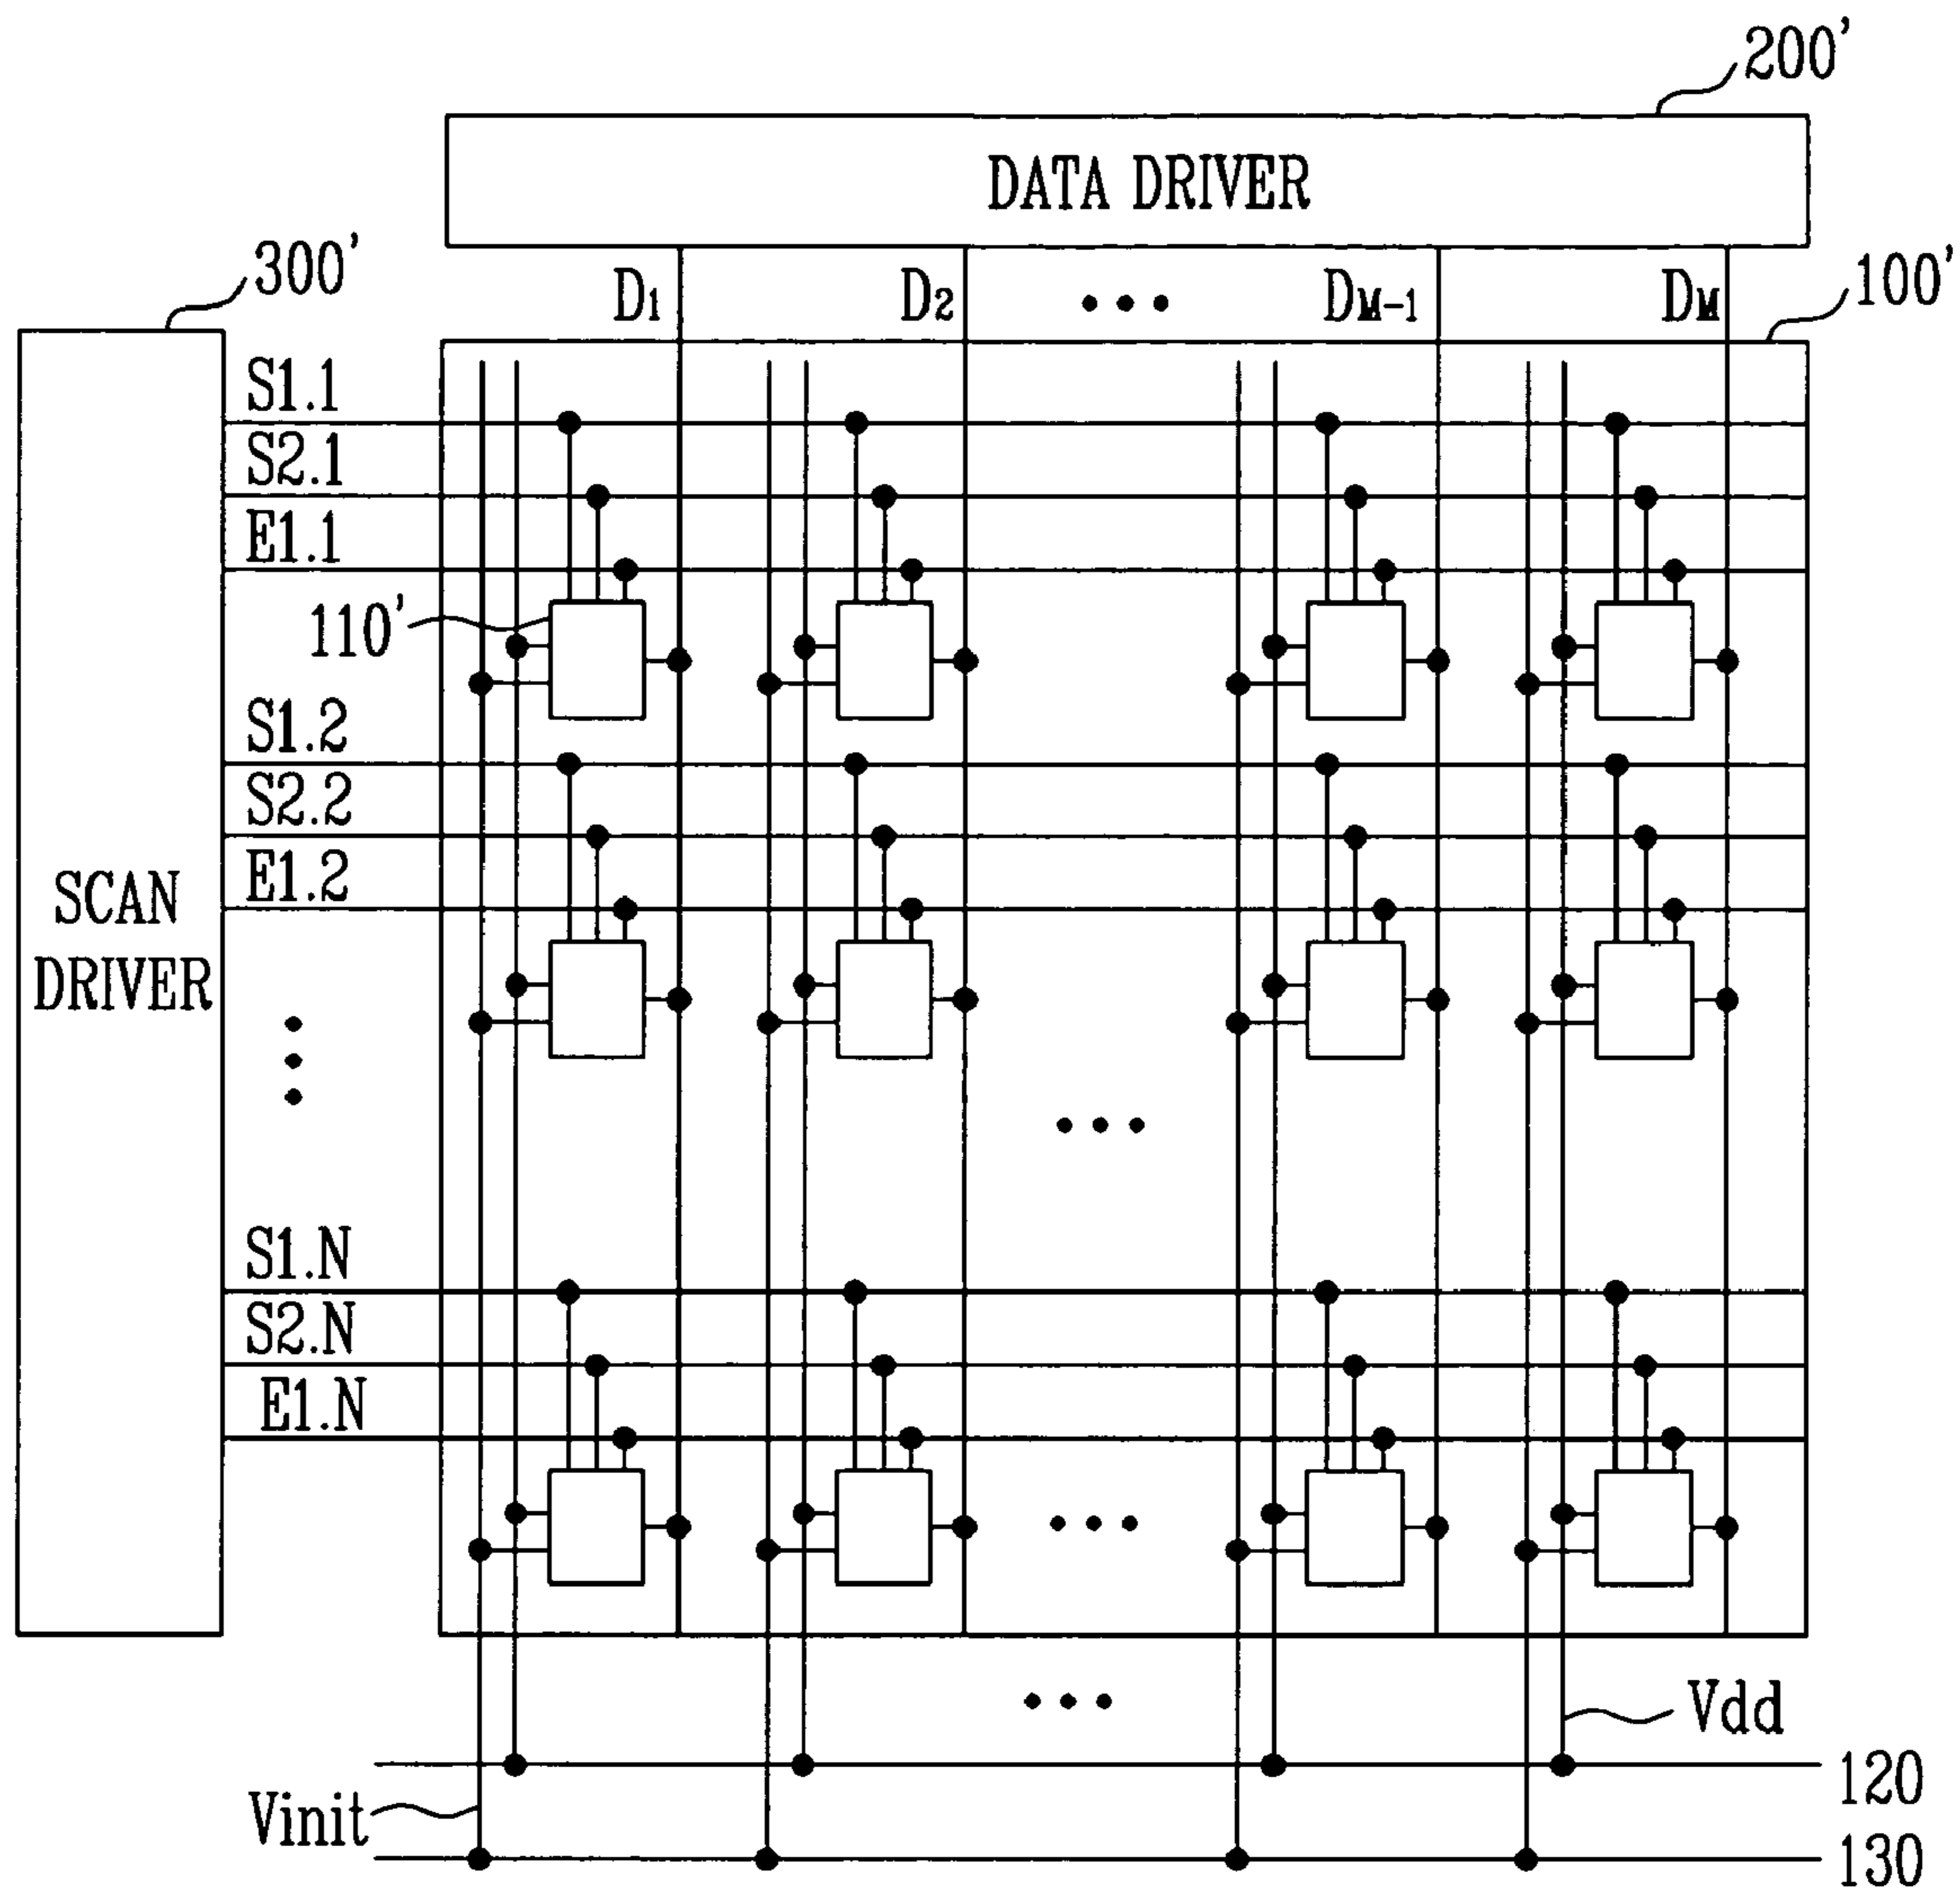 200'
DATA DRIVER
300'
D1
D2
DM-1
DM
100'
S1.1
S2.1
E1.1
110'
S1.2
S2.2
E1.2
SCAN
DRIVER
S1.N
S2.N
E1.N
Vdd
120
Vinit
130